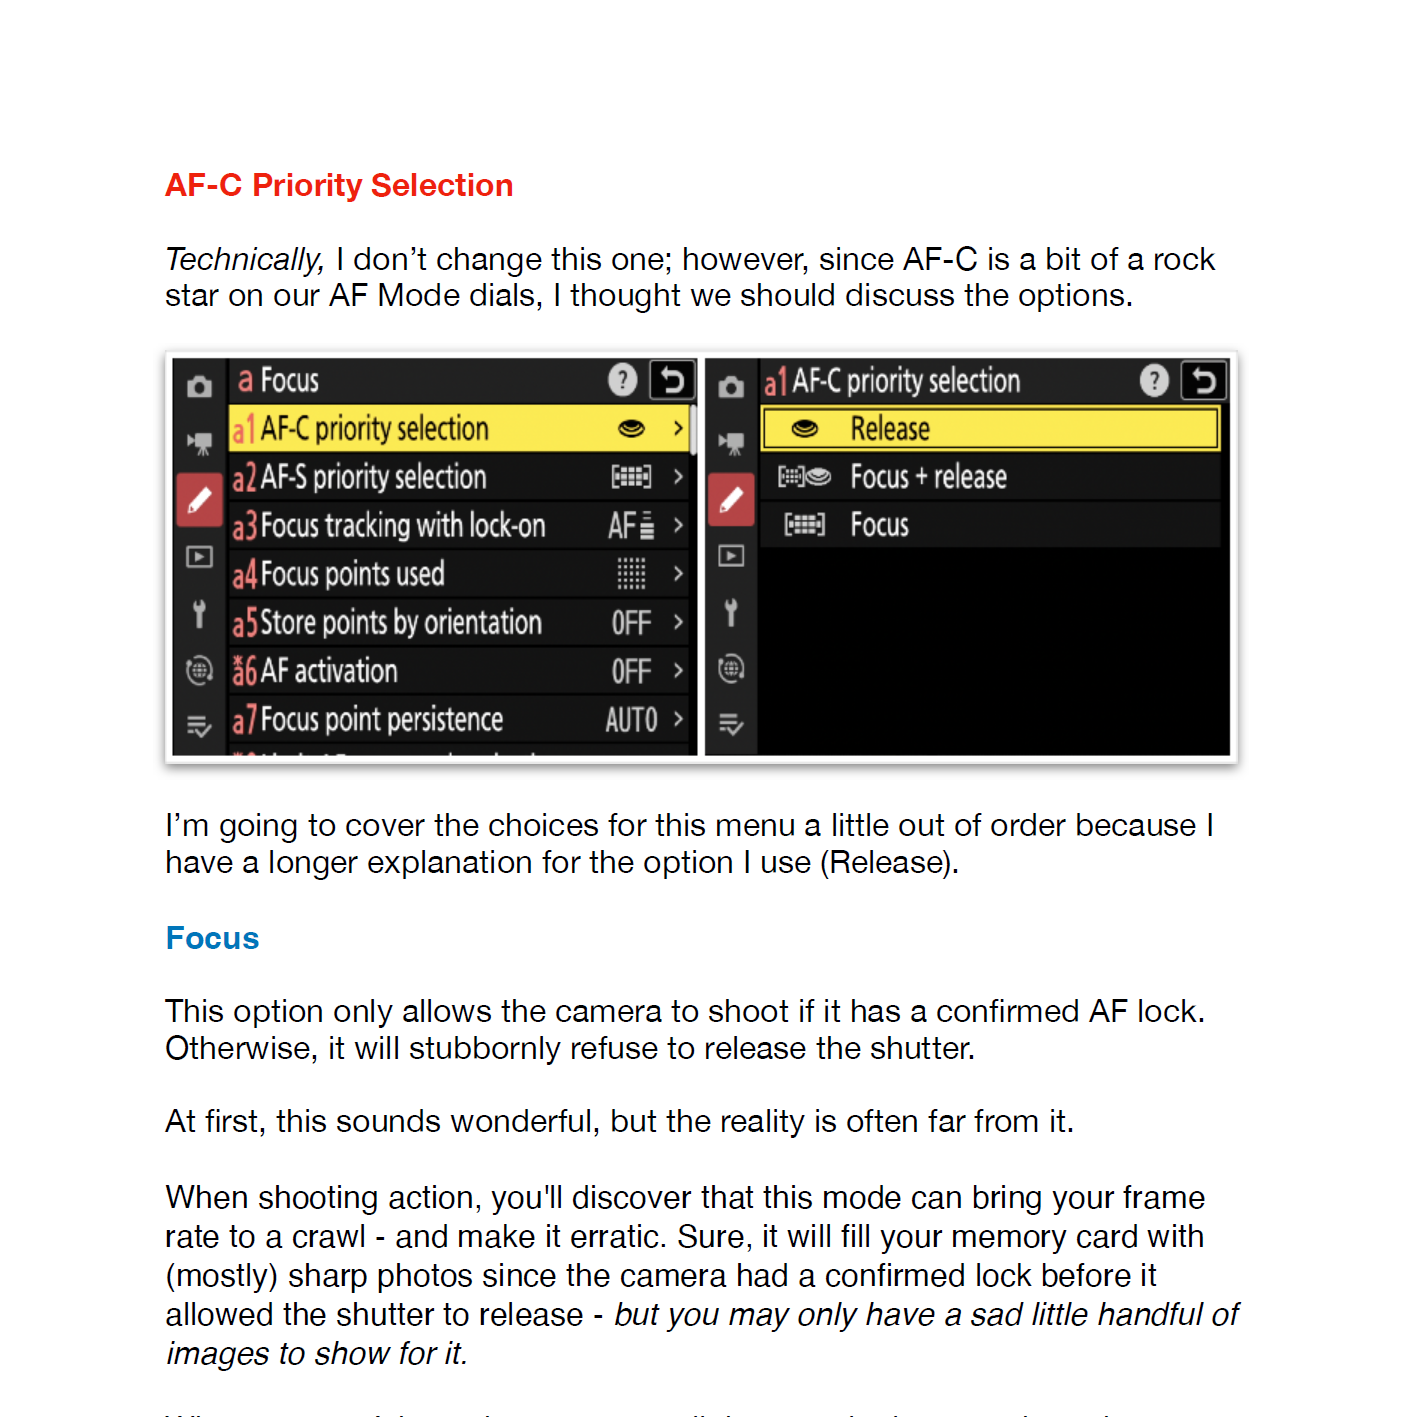 AF-C Priority Selection
Technically, I don’t change this one; however, since AF-C is a bit of a rock
star on our AF Mode dials, I thought we should discuss the options.
a Focus ?
a1 AF-C priority selection >
a2 AF-S priority selection >
a3 Focus tracking with lock-on AF >
a4 Focus points used >
a5 Store points by orientation OFF >
*a6 AF activation OFF >
a7 Focus point persistence AUTO >
a1 AF-C priority selection ?
Release
Focus + release
Focus
I’m going to cover the choices for this menu a little out of order because I
have a longer explanation for the option I use (Release).
Focus
This option only allows the camera to shoot if it has a confirmed AF lock.
Otherwise, it will stubbornly refuse to release the shutter.
At first, this sounds wonderful, but the reality is often far from it.
When shooting action, you'll discover that this mode can bring your frame
rate to a crawl - and make it erratic. Sure, it will fill your memory card with
(mostly) sharp photos since the camera had a confirmed lock before it
allowed the shutter to release - but you may only have a sad little handful of
images to show for it.